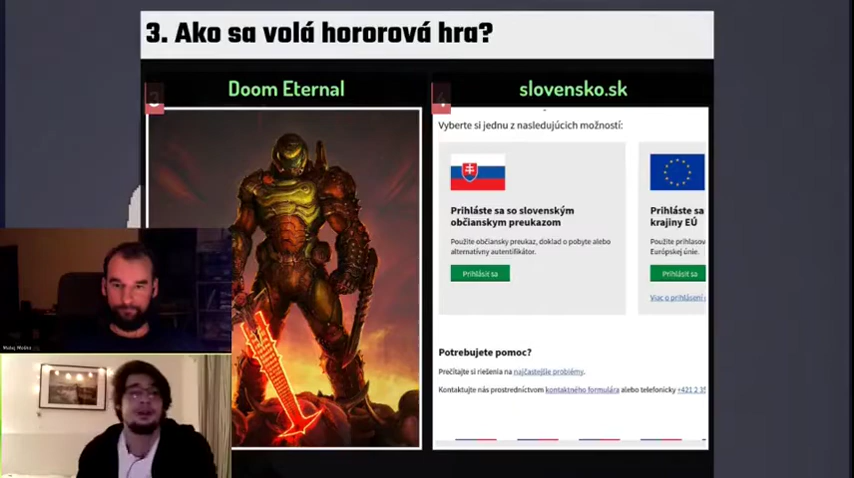 3. Ako sa volá hororová hra?
3
Doom Eternal
4
slovensko.sk
Vyberte si jednu z nasledujúcich možností:
Prihláste sa so slovenským
občianskym preukazom
Použite občiansky preukaz, doklad o pobyte alebo
alternatívny autentifikátor.
Prihlásiť sa
Prihláste sa
krajiny EÚ
Použite prihlasov
Európskej únie.
Prihlásiť sa
Viac o prihlásení
Potrebujete pomoc?
Prečítajte si riešenia na najčastejšie problémy.
Kontaktujte nás prostredníctvom kontaktného formulára alebo telefonicky +421 2